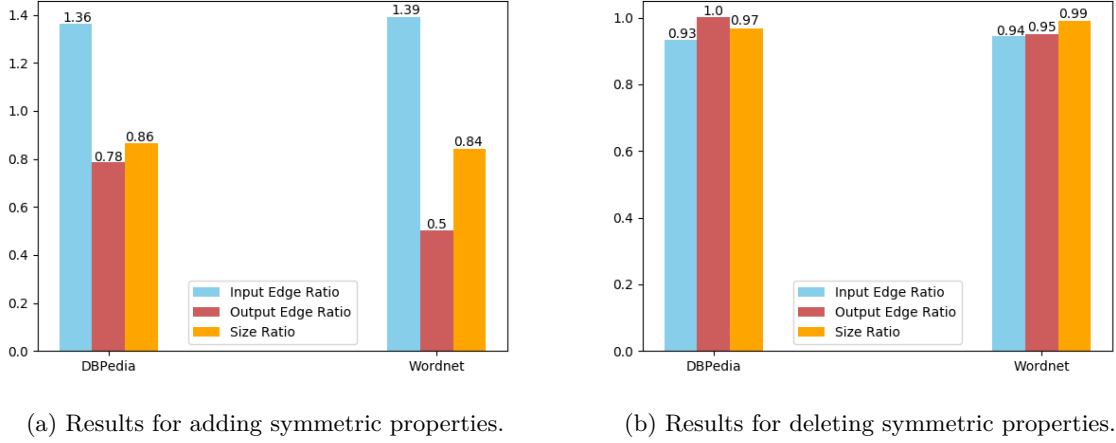 1.4
1.2
1.0
0.8
0.6
0.4
0.2
0.0
1.36
0.78
0.86
1.39
0.5
0.84
Input Edge Ratio
Output Edge Ratio
Size Ratio
DBPedia
Wordnet
(a) Results for adding symmetric properties.
1.0
0.8
0.6
0.4
0.2
0.0
0.93
1.0
0.97
0.94
0.95
0.99
Input Edge Ratio
Output Edge Ratio
Size Ratio
DBPedia
Wordnet
(b) Results for deleting symmetric properties.